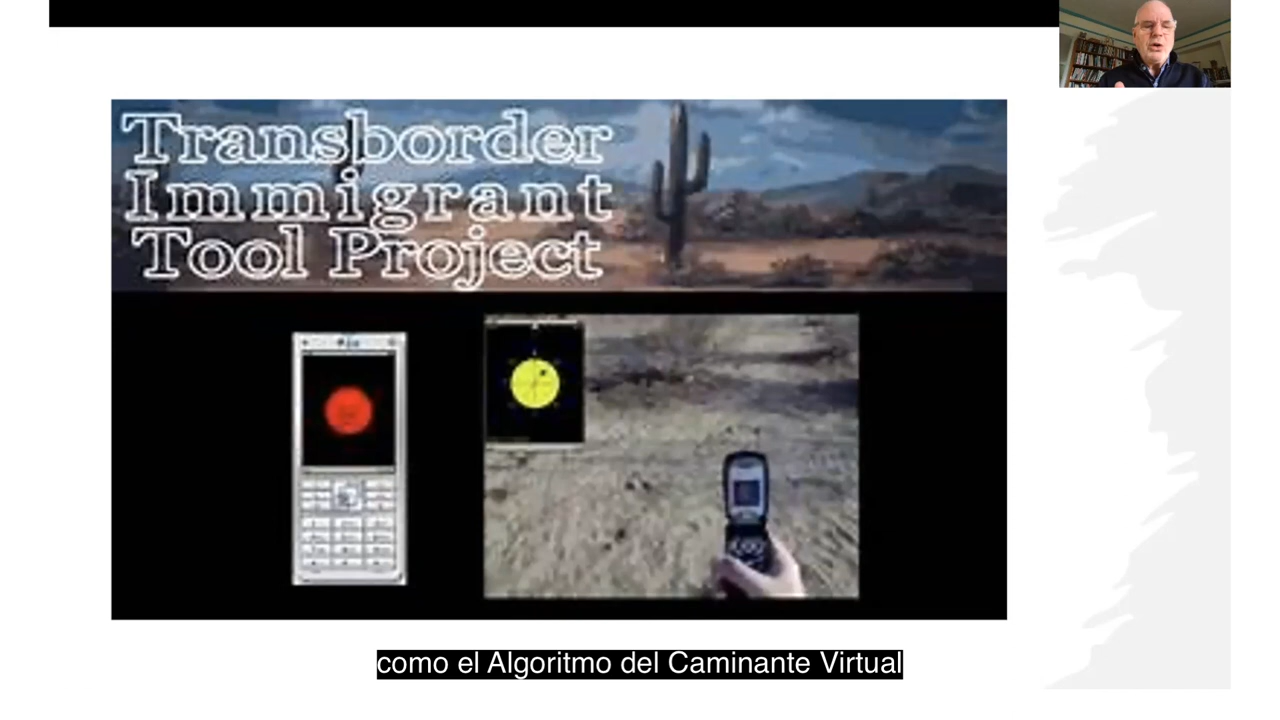 Transborder
Immigrant
Tool Project
como el Algoritmo del Caminante Virtual